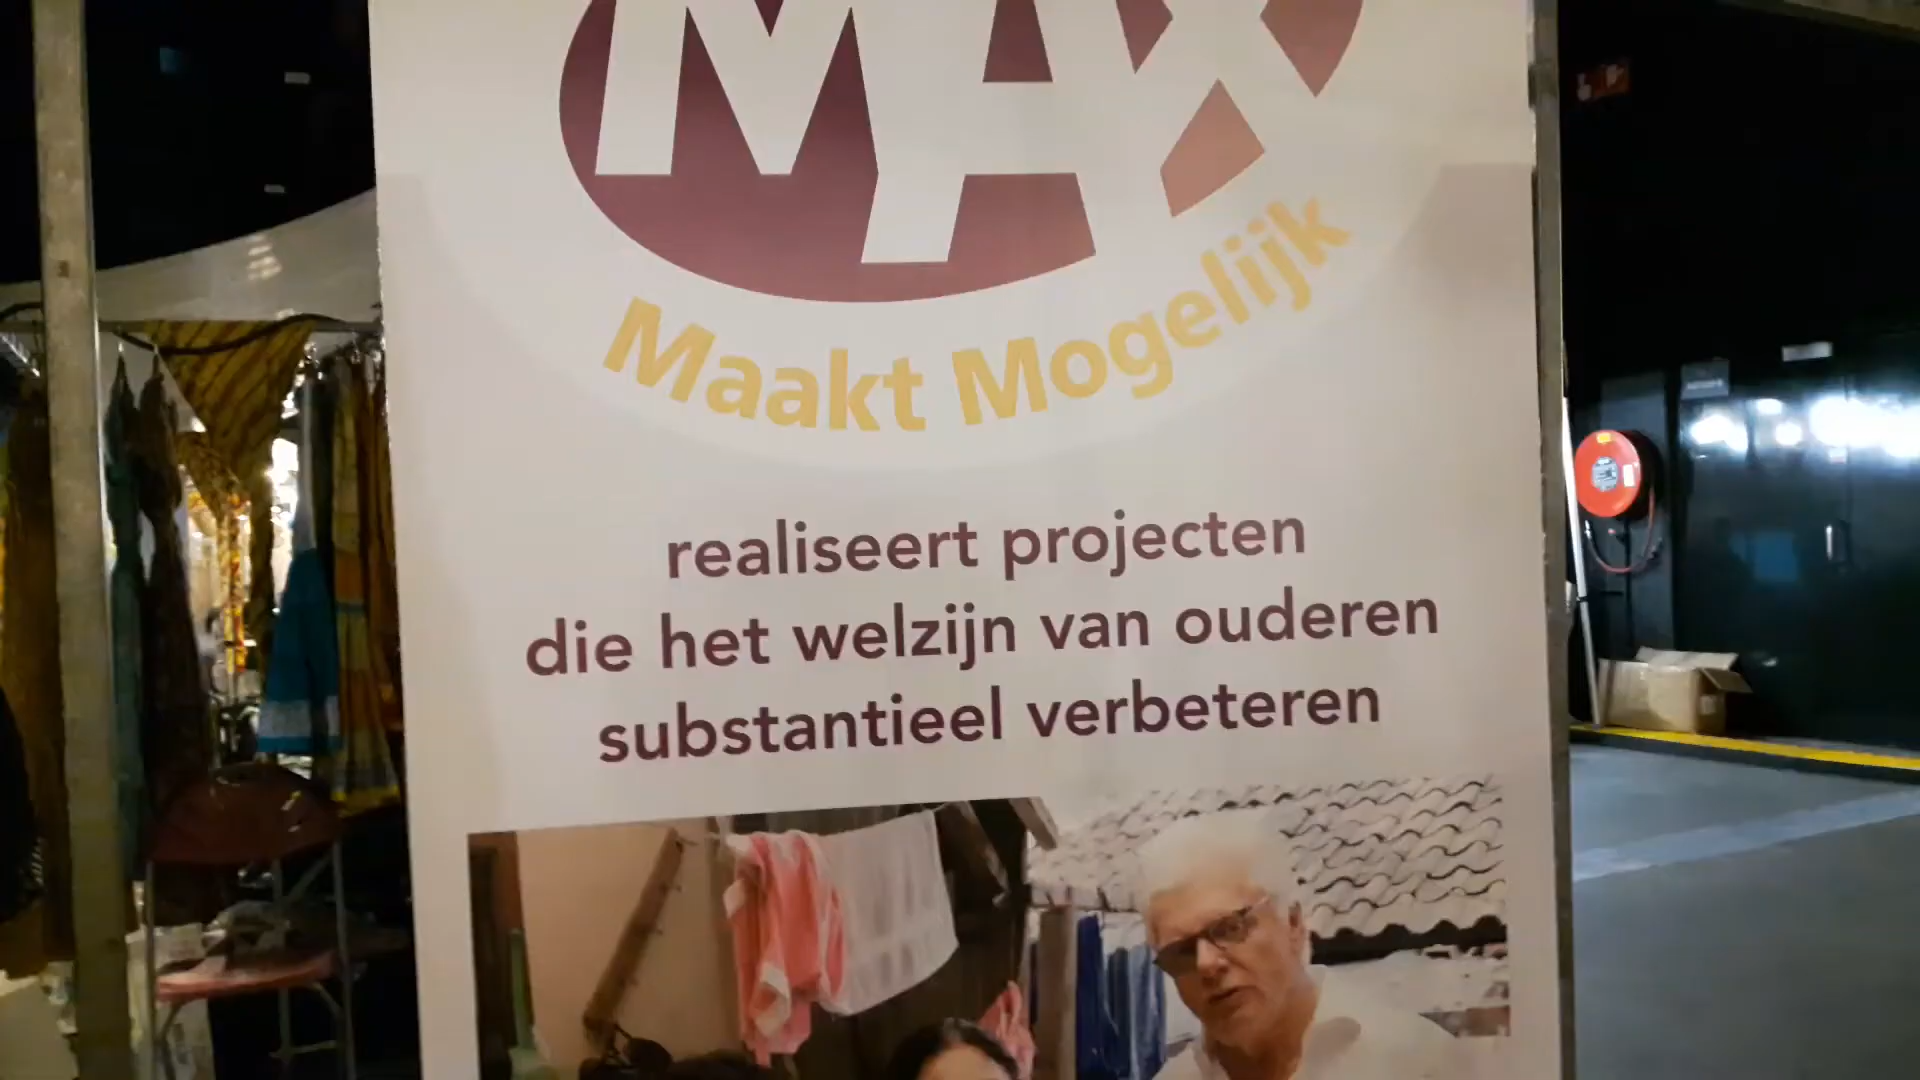 MAX
Maakt Mogelijk
realiseert projecten
die het welzijn van ouderen
substantieel verbeteren